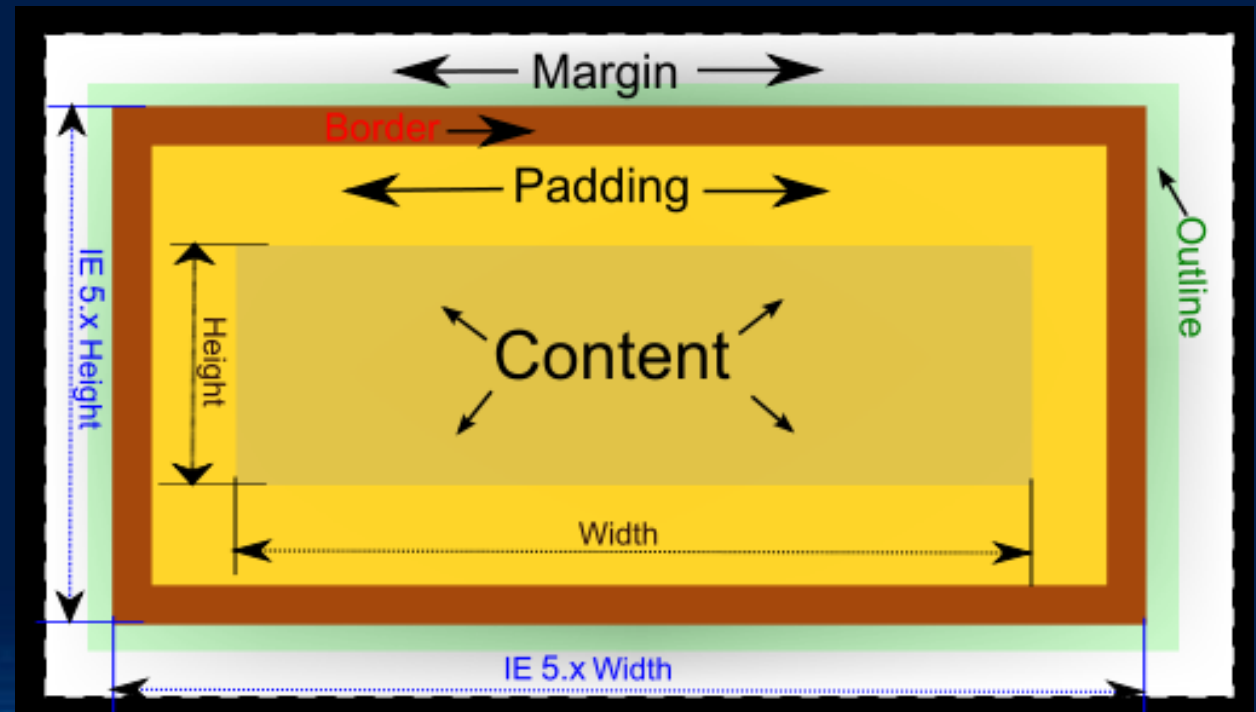 Margin
Border
Padding
Outline
IE 5.x Height
Height
Content
Width
IE 5.x Width